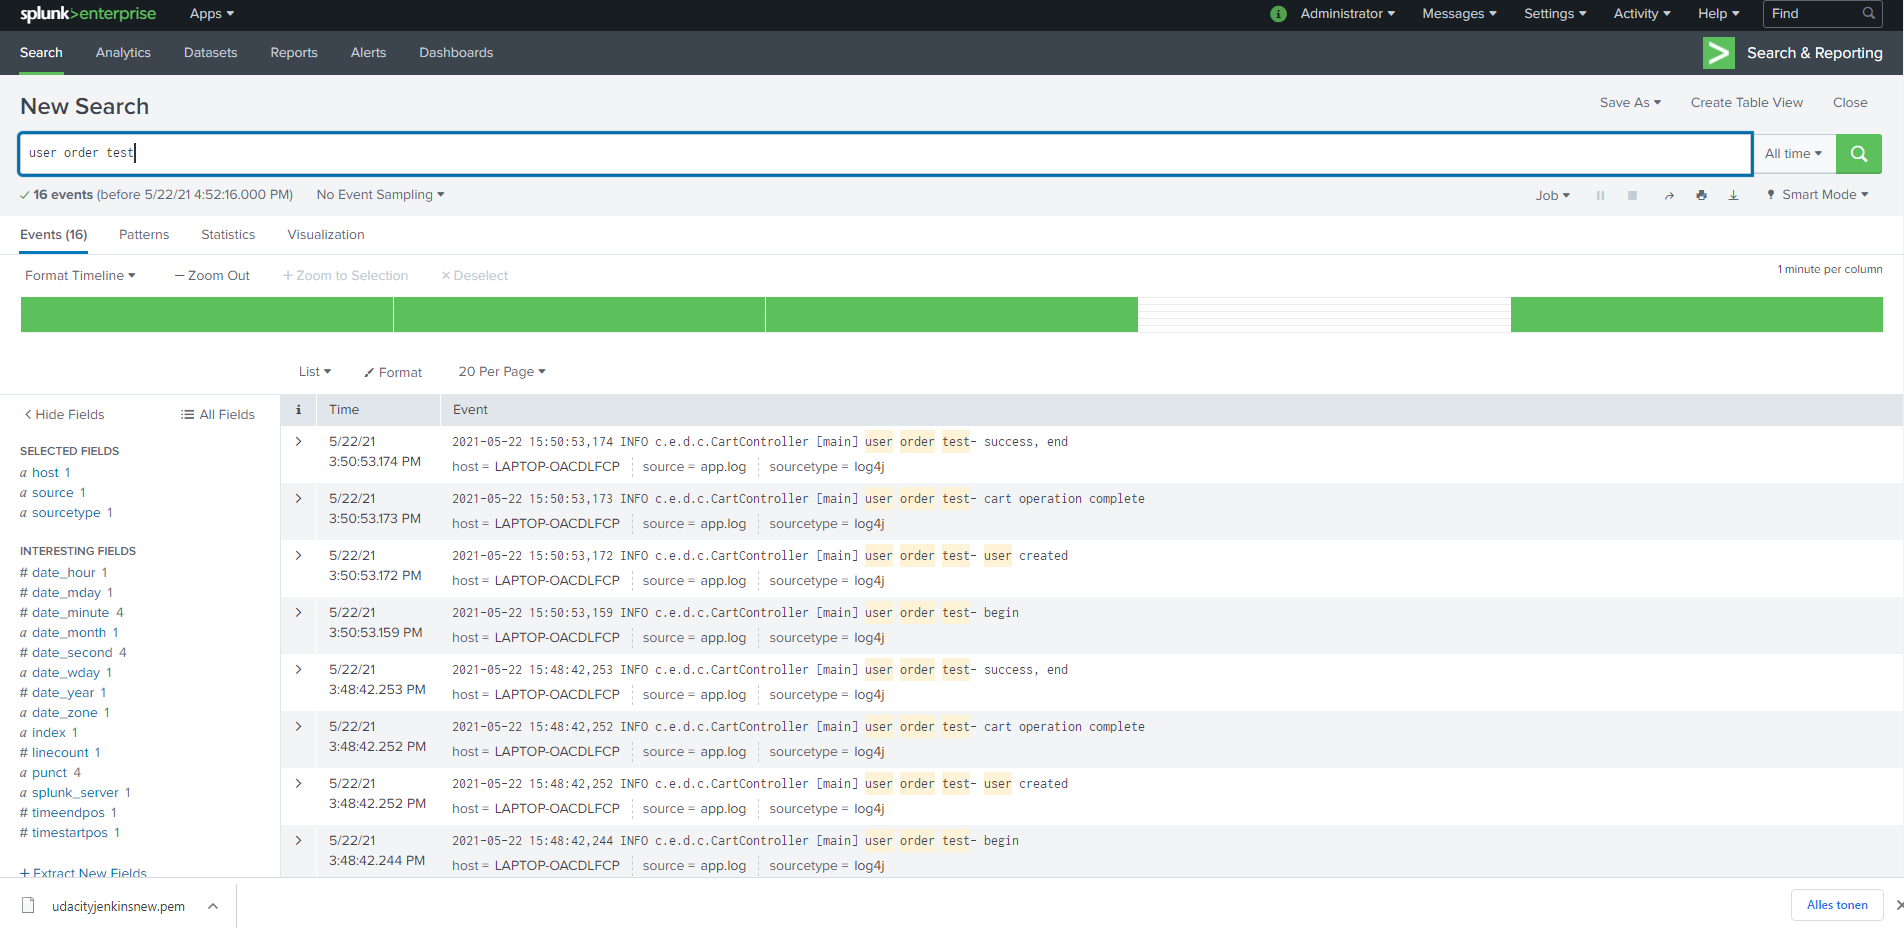 splunk>enterprise Apps Administrator Messages Settings Activity Help Find
Search Analytics Datasets Reports Alerts Dashboards Search & Reporting
New Search Save As Create Table View Close
user order test All time
16 events (before 5/22/21 4:52:16.000 PM) No Event Sampling Job Smart Mode
Events (16) Patterns Statistics Visualization
Format Timeline — Zoom Out + Zoom to Selection × Deselect 1 minute per column
List Format 20 Per Page
< Hide Fields All Fields
SELECTED FIELDS
a host 1
a source 1
a sourcetype 1
INTERESTING FIELDS
# date_hour 1
# date_mday 1
# date_minute 4
a date_month 1
# date_second 4
a date_wday 1
# date_year 1
a date_zone 1
a index 1
# linecount 1
a punct 4
a splunk_server 1
# timeendpos 1
# timestartpos 1
+ Extract New Fields
i Time Event
5/22/21 2021-05-22 15:50:53,174 INFO c.e.d.c.CartController [main] user order test- success, end
3:50:53.174 PM host = LAPTOP-OACDLFCP source = app.log sourcetype = log4j
5/22/21 2021-05-22 15:50:53,173 INFO c.e.d.c.CartController [main] user order test- cart operation complete
3:50:53.173 PM host = LAPTOP-OACDLFCP source = app.log sourcetype = log4j
5/22/21 2021-05-22 15:50:53,172 INFO c.e.d.c.CartController [main] user order test- user created
3:50:53.172 PM host = LAPTOP-OACDLFCP source = app.log sourcetype = log4j
5/22/21 2021-05-22 15:50:53,159 INFO c.e.d.c.CartController [main] user order test- begin
3:50:53.159 PM host = LAPTOP-OACDLFCP source = app.log sourcetype = log4j
5/22/21 2021-05-22 15:48:42,253 INFO c.e.d.c.CartController [main] user order test- success, end
3:48:42.253 PM host = LAPTOP-OACDLFCP source = app.log sourcetype = log4j
5/22/21 2021-05-22 15:48:42,252 INFO c.e.d.c.CartController [main] user order test- cart operation complete
3:48:42.252 PM host = LAPTOP-OACDLFCP source = app.log sourcetype = log4j
5/22/21 2021-05-22 15:48:42,252 INFO c.e.d.c.CartController [main] user order test- user created
3:48:42.252 PM host = LAPTOP-OACDLFCP source = app.log sourcetype = log4j
5/22/21 2021-05-22 15:48:42,244 INFO c.e.d.c.CartController [main] user order test- begin
3:48:42.244 PM host = LAPTOP-OACDLFCP source = app.log sourcetype = log4j
udacityjenkinsnew.pem Alles tonen